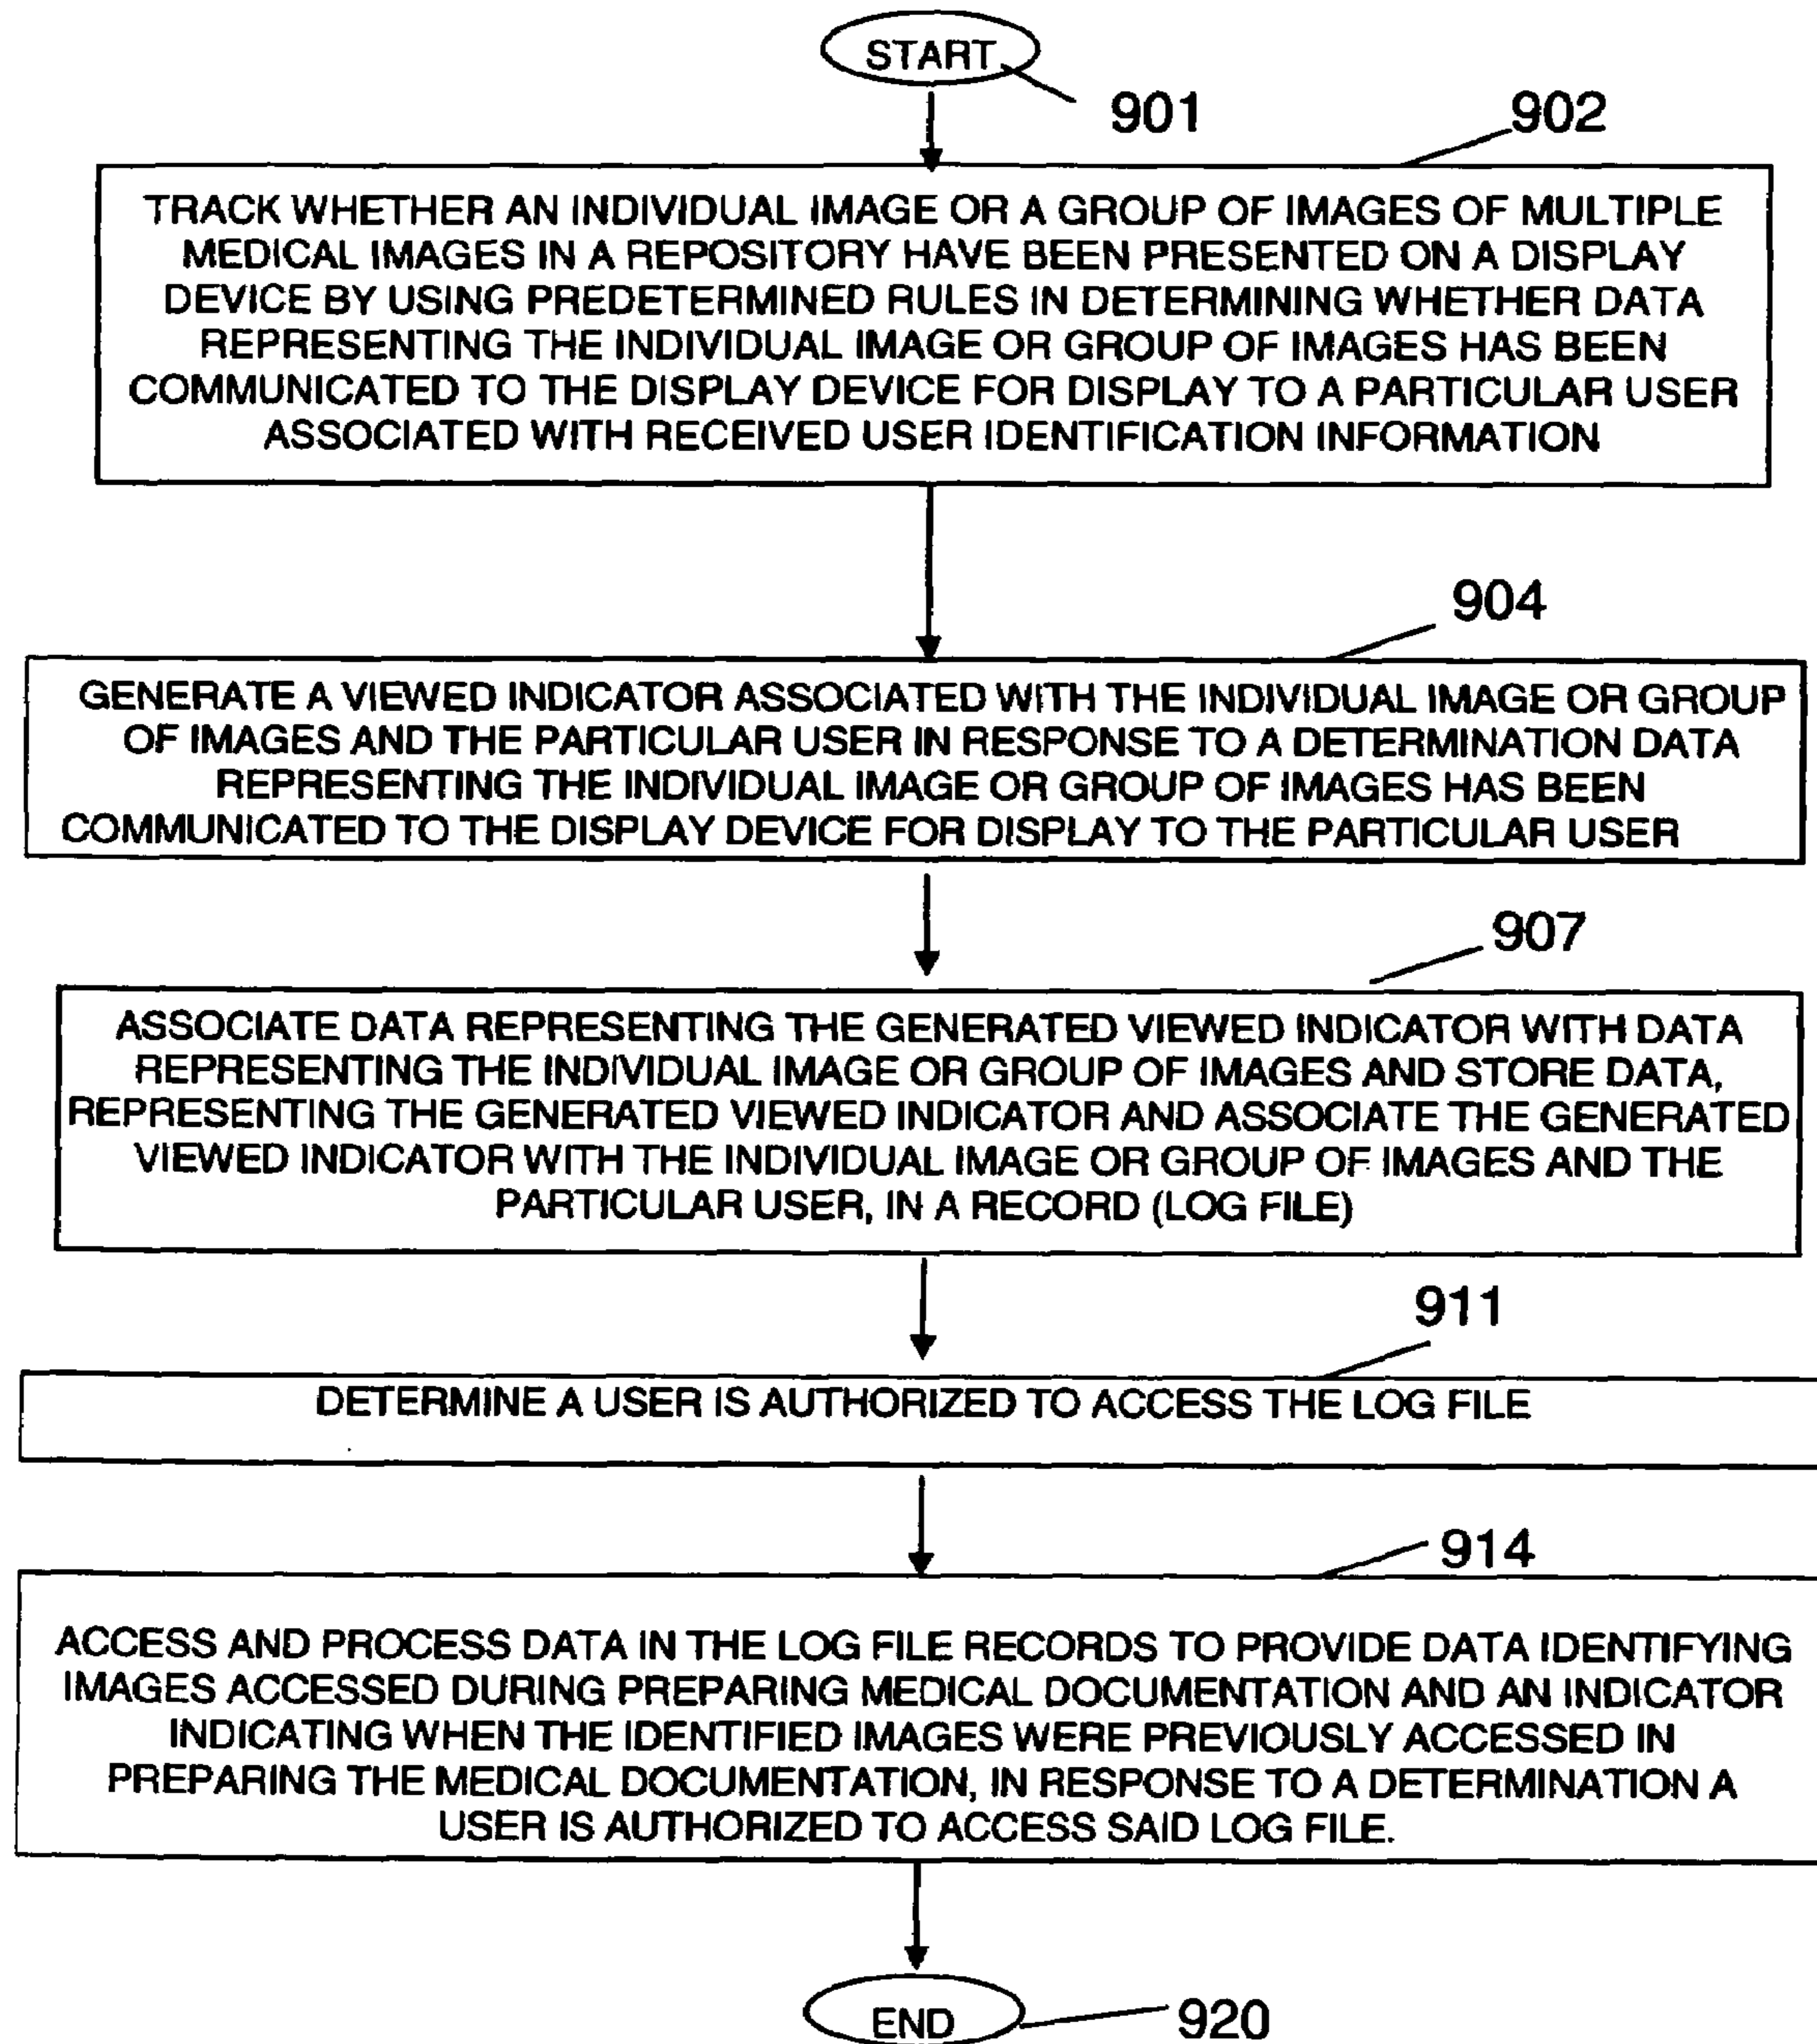 START
901
902
TRACK WHETHER AN INDIVIDUAL IMAGE OR A GROUP OF IMAGES OF MULTIPLE
MEDICAL IMAGES IN A REPOSITORY HAVE BEEN PRESENTED ON A DISPLAY
DEVICE BY USING PREDETERMINED RULES IN DETERMINING WHETHER DATA
REPRESENTING THE INDIVIDUAL IMAGE OR GROUP OF IMAGES HAS BEEN
COMMUNICATED TO THE DISPLAY DEVICE FOR DISPLAY TO A PARTICULAR USER
ASSOCIATED WITH RECEIVED USER IDENTIFICATION INFORMATION
904
GENERATE A VIEWED INDICATOR ASSOCIATED WITH THE INDIVIDUAL IMAGE OR GROUP
OF IMAGES AND THE PARTICULAR USER IN RESPONSE TO A DETERMINATION DATA
REPRESENTING THE INDIVIDUAL IMAGE OR GROUP OF IMAGES HAS BEEN
COMMUNICATED TO THE DISPLAY DEVICE FOR DISPLAY TO THE PARTICULAR USER
907
ASSOCIATE DATA REPRESENTING THE GENERATED VIEWED INDICATOR WITH DATA
REPRESENTING THE INDIVIDUAL IMAGE OR GROUP OF IMAGES AND STORE DATA,
REPRESENTING THE GENERATED VIEWED INDICATOR AND ASSOCIATE THE GENERATED
VIEWED INDICATOR WITH THE INDIVIDUAL IMAGE OR GROUP OF IMAGES AND THE
PARTICULAR USER, IN A RECORD (LOG FILE)
911
DETERMINE A USER IS AUTHORIZED TO ACCESS THE LOG FILE
914
ACCESS AND PROCESS DATA IN THE LOG FILE RECORDS TO PROVIDE DATA IDENTIFYING
IMAGES ACCESSED DURING PREPARING MEDICAL DOCUMENTATION AND AN INDICATOR
INDICATING WHEN THE IDENTIFIED IMAGES WERE PREVIOUSLY ACCESSED IN
PREPARING THE MEDICAL DOCUMENTATION, IN RESPONSE TO A DETERMINATION A
USER IS AUTHORIZED TO ACCESS SAID LOG FILE.
END
920